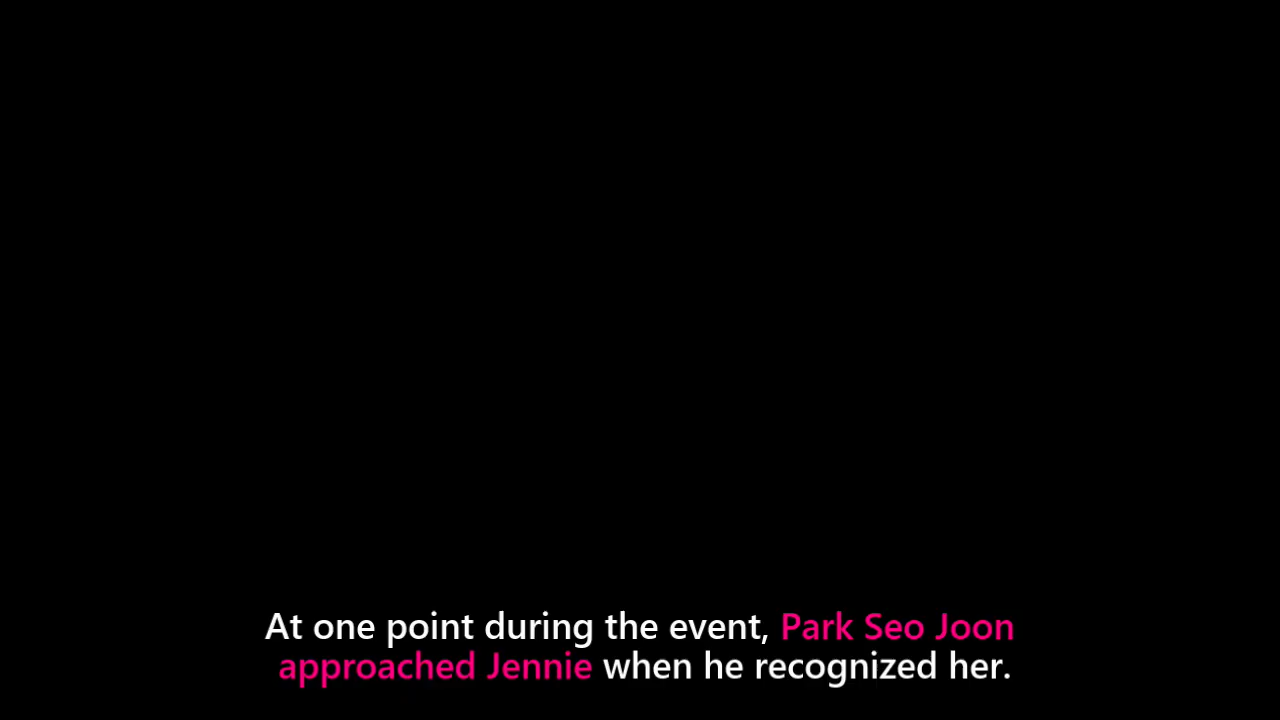 At one point during the event, Park Seo Joon
approached Jennie when he recognized her.